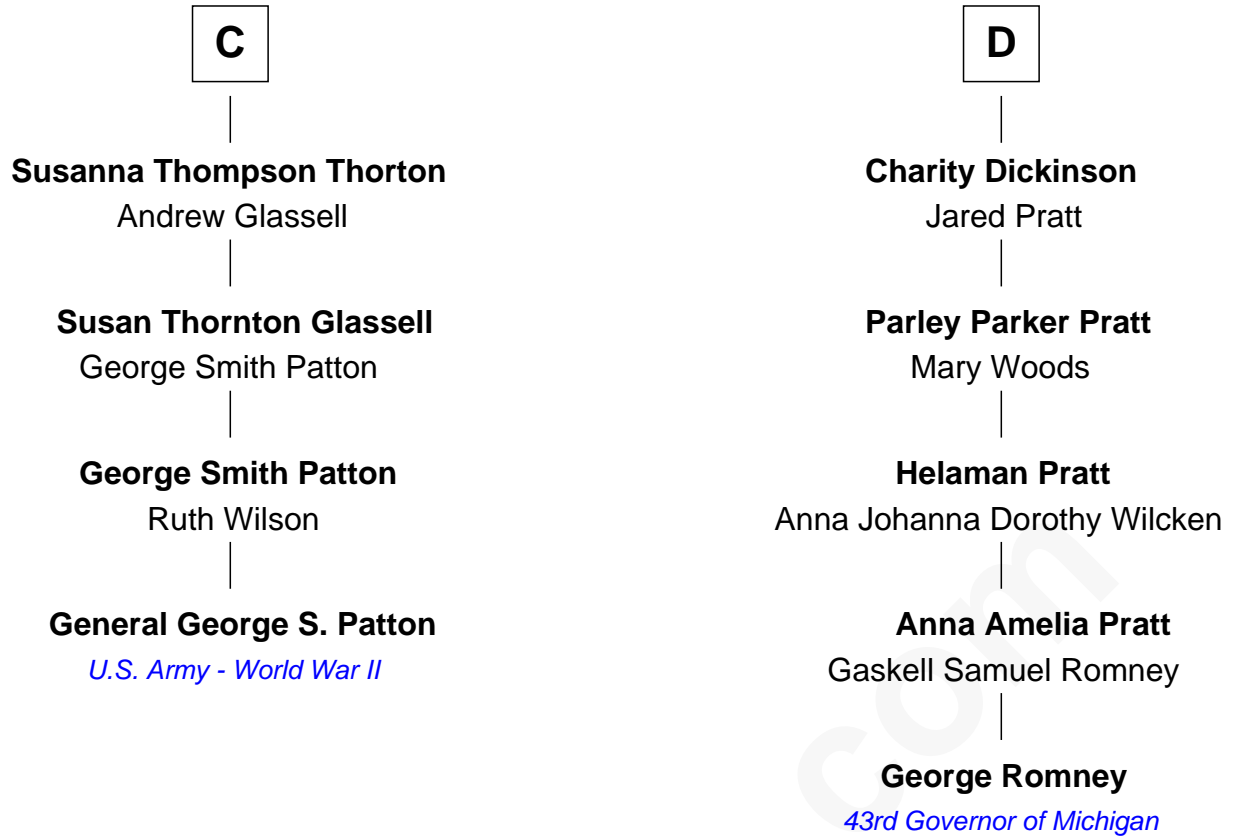 C
Susanna Thompson Thorton
Andrew Glassell
Susan Thornton Glassell
George Smith Patton
George Smith Patton
Ruth Wilson
General George S. Patton
U.S. Army - World War II
D
Charity Dickinson
Jared Pratt
Parley Parker Pratt
Mary Woods
Helaman Pratt
Anna Johanna Dorothy Wilcken
Anna Amelia Pratt
Gaskell Samuel Romney
George Romney
43rd Governor of Michigan
com